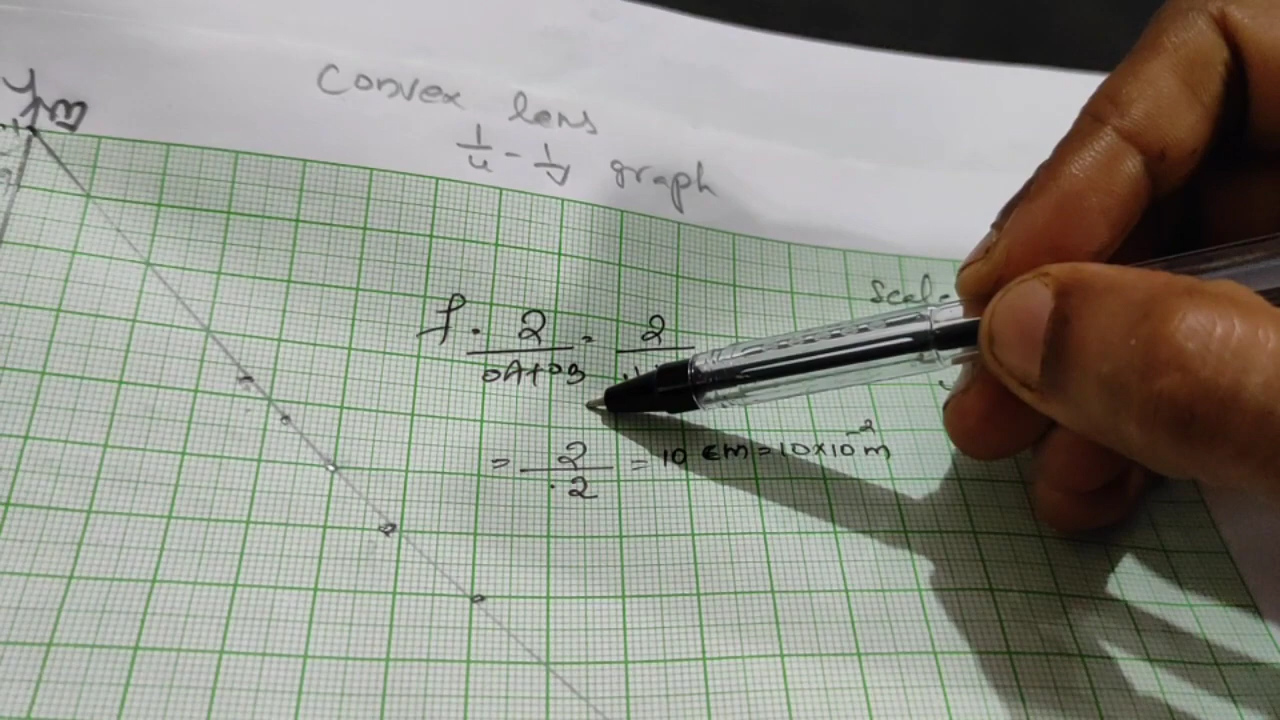 Convex lens
1/u - 1/v graph
Scale
f = 2/(OA+OB) = 2/
= 2/.2 = 10 cm = 10×10⁻² m